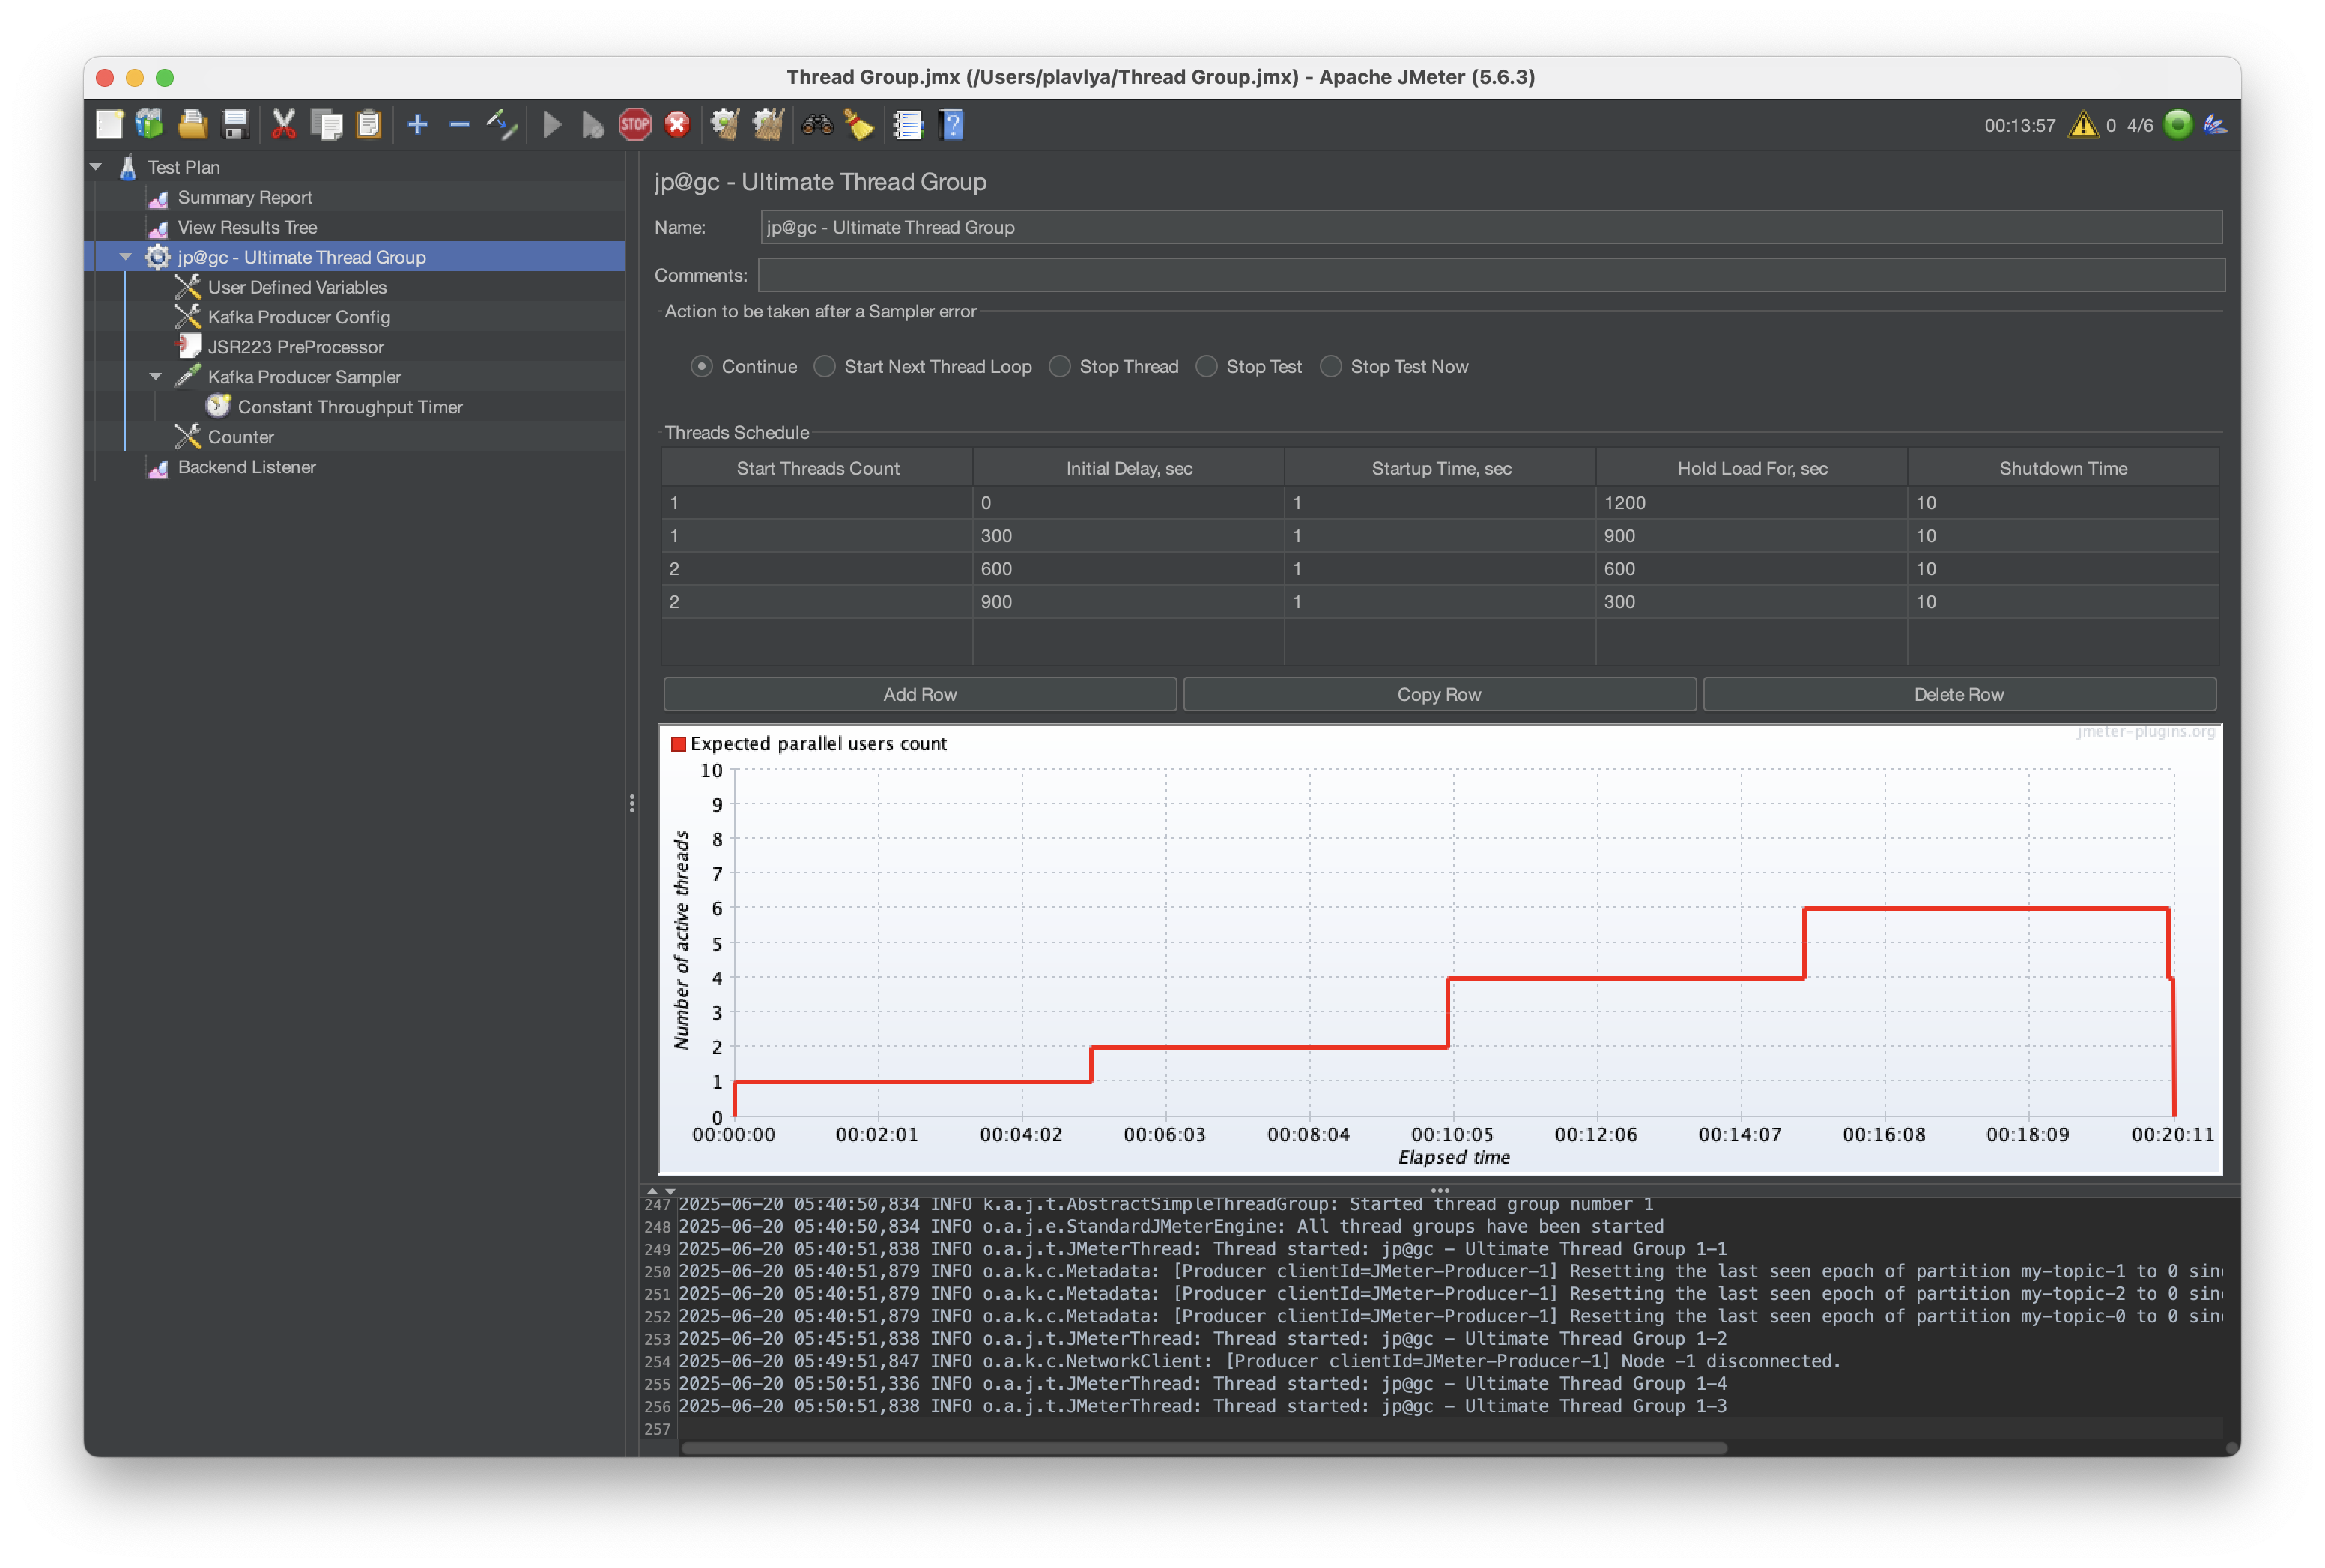 Thread Group.jmx (/Users/plavlya/Thread Group.jmx) - Apache JMeter (5.6.3)
STOP
?
00:13:57 0 4/6
Test Plan
Summary Report
View Results Tree
jp@gc - Ultimate Thread Group
User Defined Variables
Kafka Producer Config
JSR223 PreProcessor
Kafka Producer Sampler
Constant Throughput Timer
Counter
Backend Listener
jp@gc - Ultimate Thread Group
Name: jp@gc - Ultimate Thread Group
Comments:
Action to be taken after a Sampler error
Continue Start Next Thread Loop Stop Thread Stop Test Stop Test Now
Threads Schedule
Start Threads Count Initial Delay, sec Startup Time, sec Hold Load For, sec Shutdown Time
1 0 1 1200 10
1 300 1 900 10
2 600 1 600 10
2 900 1 300 10
Add Row Copy Row Delete Row
jmeter-plugins.org
Expected parallel users count
Number of active threads
10
9
8
7
6
5
4
3
2
1
0
00:00:00 00:02:01 00:04:02 00:06:03 00:08:04 00:10:05 00:12:06 00:14:07 00:16:08 00:18:09 00:20:11
Elapsed time
247 2025-06-20 05:40:50,834 INFO k.a.j.t.AbstractSimpleThreadGroup: Started thread group number 1
248 2025-06-20 05:40:50,834 INFO o.a.j.e.StandardJMeterEngine: All thread groups have been started
249 2025-06-20 05:40:51,838 INFO o.a.j.t.JMeterThread: Thread started: jp@gc - Ultimate Thread Group 1-1
250 2025-06-20 05:40:51,879 INFO o.a.k.c.Metadata: [Producer clientId=JMeter-Producer-1] Resetting the last seen epoch of partition my-topic-1 to 0 sin
251 2025-06-20 05:40:51,879 INFO o.a.k.c.Metadata: [Producer clientId=JMeter-Producer-1] Resetting the last seen epoch of partition my-topic-2 to 0 sin
252 2025-06-20 05:40:51,879 INFO o.a.k.c.Metadata: [Producer clientId=JMeter-Producer-1] Resetting the last seen epoch of partition my-topic-0 to 0 sin
253 2025-06-20 05:45:51,838 INFO o.a.j.t.JMeterThread: Thread started: jp@gc - Ultimate Thread Group 1-2
254 2025-06-20 05:49:51,847 INFO o.a.k.c.NetworkClient: [Producer clientId=JMeter-Producer-1] Node -1 disconnected.
255 2025-06-20 05:50:51,336 INFO o.a.j.t.JMeterThread: Thread started: jp@gc - Ultimate Thread Group 1-4
256 2025-06-20 05:50:51,838 INFO o.a.j.t.JMeterThread: Thread started: jp@gc - Ultimate Thread Group 1-3
257